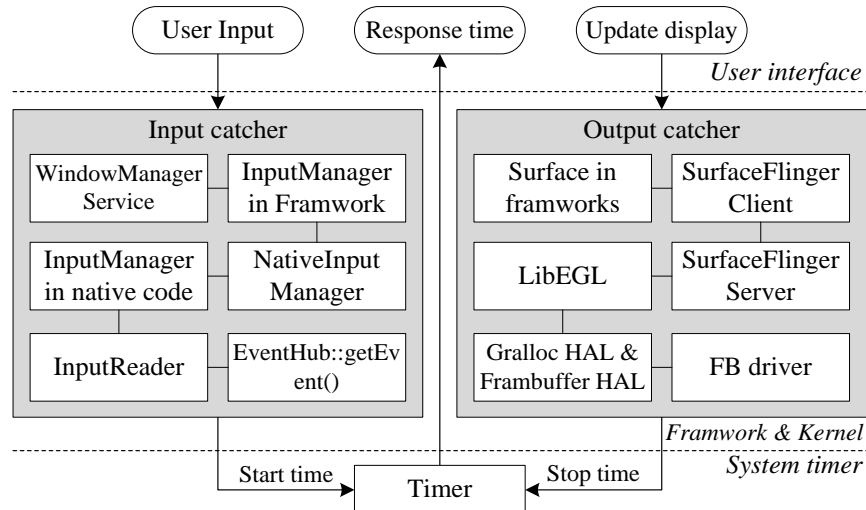 User Input
Response time
Update display
User interface
Input catcher
WindowManager
Service
InputManager
in Framwork
InputManager
in native code
NativeInput
Manager
InputReader
EventHub::getEv
ent()
Output catcher
Surface in
framworks
SurfaceFlinger
Client
LibEGL
SurfaceFlinger
Server
Gralloc HAL &
Frambuffer HAL
FB driver
Framwork & Kernel
System timer
Start time
Timer
Stop time